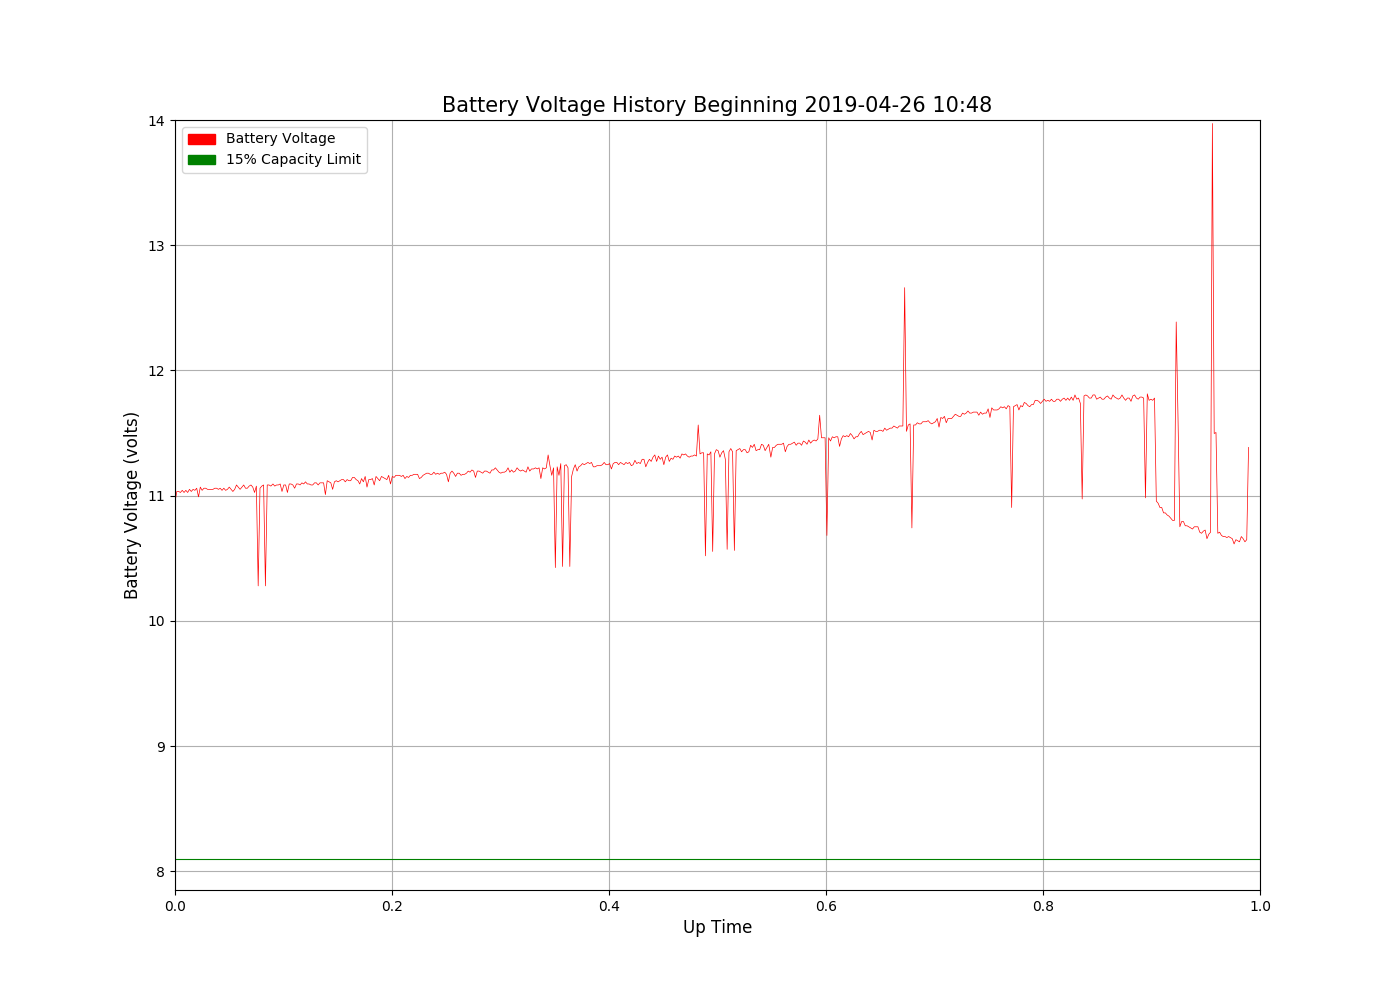 Battery Voltage History Beginning 2019-04-26 10:48
Battery Voltage
15% Capacity Limit
14
13
12
11
10
9
8
Battery Voltage (volts)
0.0 0.2 0.4 0.6 0.8 1.0
Up Time